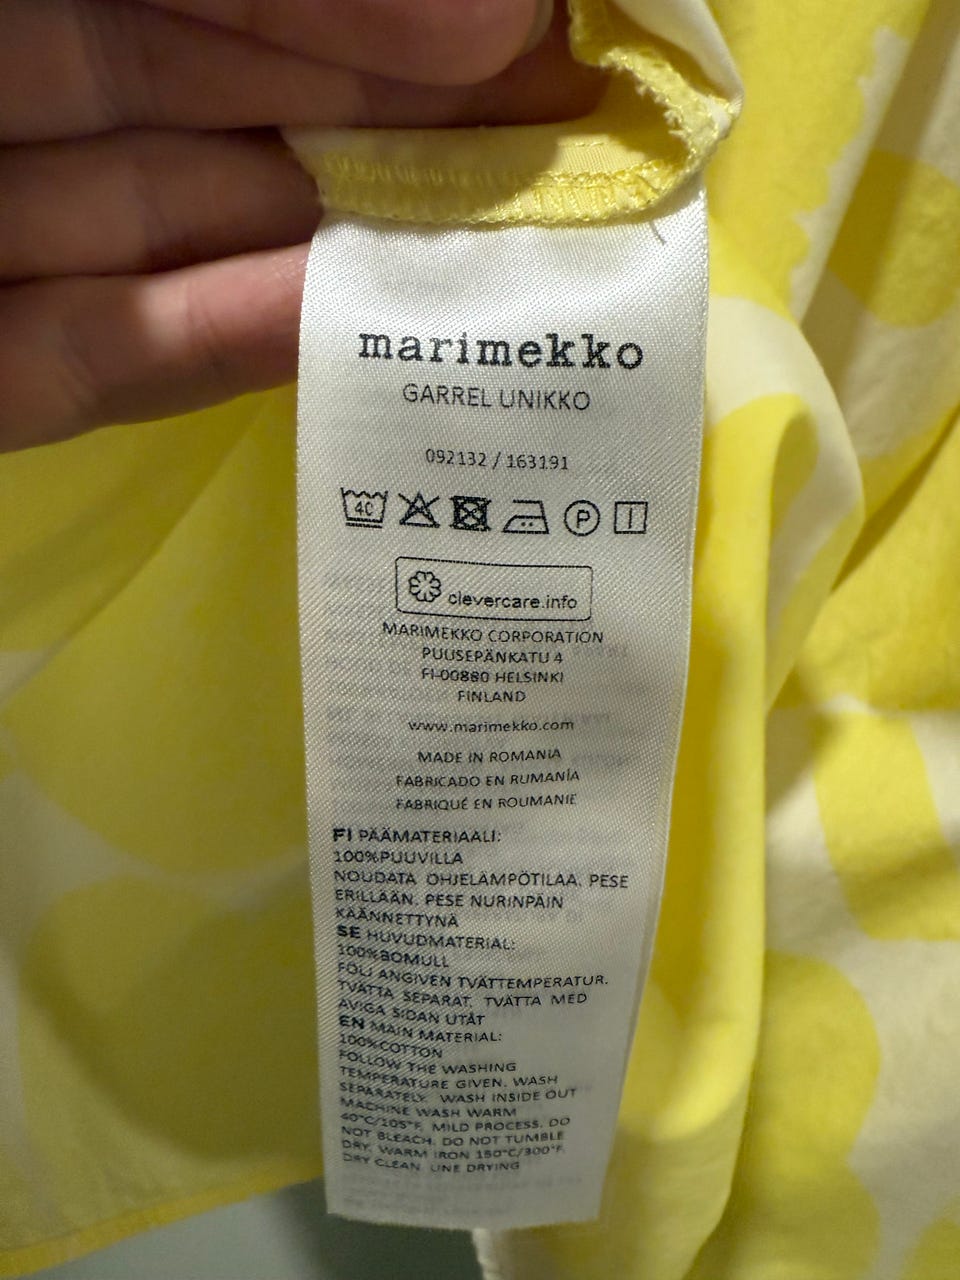 marimekko
GARREL UNIKKO
092132 / 163191
40 P
clevercare.info
MARIMEKKO CORPORATION
PUUSEPÄNKATU 4
FI-00880 HELSINKI
FINLAND
www.marimekko.com
MADE IN ROMANIA
FABRICADO EN RUMANÍA
FABRIQUÉ EN ROUMANIE
FI PÄÄMATERIAALI:
100%PUUVILLA
NOUDATA OHJELÄMPÖTILAA. PESE
ERILLÄÄN. PESE NURINPÄIN
KÄÄNNETTYNÄ
SE HUVUDMATERIAL:
100%BOMULL
FÖLJ ANGIVEN TVÄTTEMPERATUR.
TVÄTTA SEPARAT. TVÄTTA MED
AVIGA SIDAN UTÅT
EN MAIN MATERIAL:
100%COTTON
FOLLOW THE WASHING
TEMPERATURE GIVEN. WASH
SEPARATELY. WASH INSIDE OUT
MACHINE WASH WARM
40°C/105°F. MILD PROCESS. DO
NOT BLEACH. DO NOT TUMBLE
DRY. WARM IRON 150°C/300°F.
DRY CLEAN. LINE DRYING